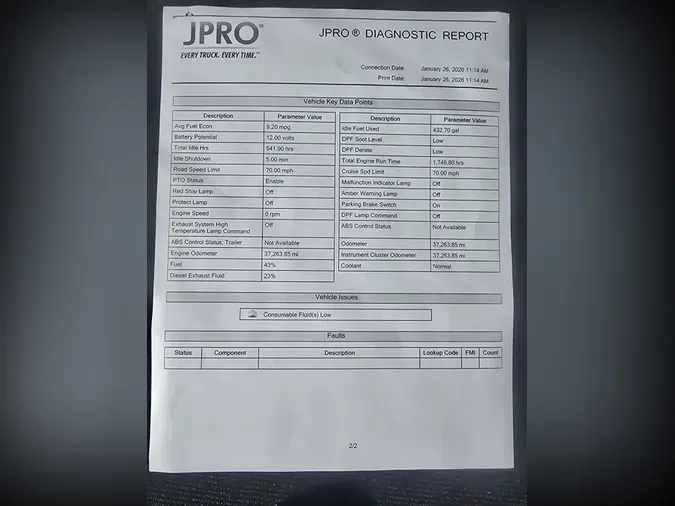 JPRO®
EVERY TRUCK. EVERY TIME.
JPRO® DIAGNOSTIC REPORT
Connection Date: January 26, 2026 11:14 AM
Print Date: January 26, 2026 11:14 AM
Vehicle Key Data Points
Description Parameter Value
Avg Fuel Econ 9.20 mpg
Battery Potential 12.00 volts
Total Idle Hrs 541.90 hrs
Idle Shutdown 5.00 min
Road Speed Limit 70.00 mph
PTO Status Enable
Red Stop Lamp Off
Protect Lamp Off
Engine Speed 0 rpm
Exhaust System High Off
Temperature Lamp Command
ABS Control Status, Trailer Not Available
Engine Odometer 37,263.85 mi
Fuel 43%
Diesel Exhaust Fluid 23%
Description Parameter Value
Idle Fuel Used 432.70 gal
DPF Soot Level Low
DPF Derate Low
Total Engine Run Time 1,746.80 hrs
Cruise Spd Limit 70.00 mph
Malfunction Indicator Lamp Off
Amber Warning Lamp Off
Parking Brake Switch On
DPF Lamp Command Off
ABS Control Status Not Available
Odometer 37,263.85 mi
Instrument Cluster Odometer 37,263.85 mi
Coolant Normal
Vehicle Issues
Consumable Fluid(s) Low
Faults
Status Component Description Lookup Code FMI Count
2/2